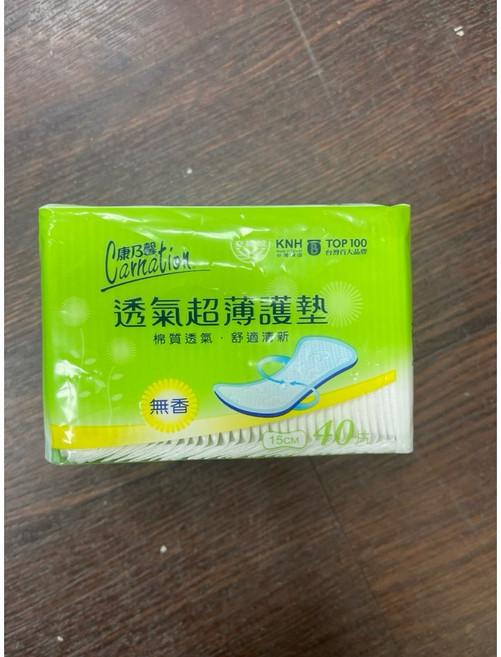 康乃馨
Carnation
KNH
TOP 100
台灣百大品牌
透氣超薄護墊
棉質透氣·舒適清新
無香
15CM
40片